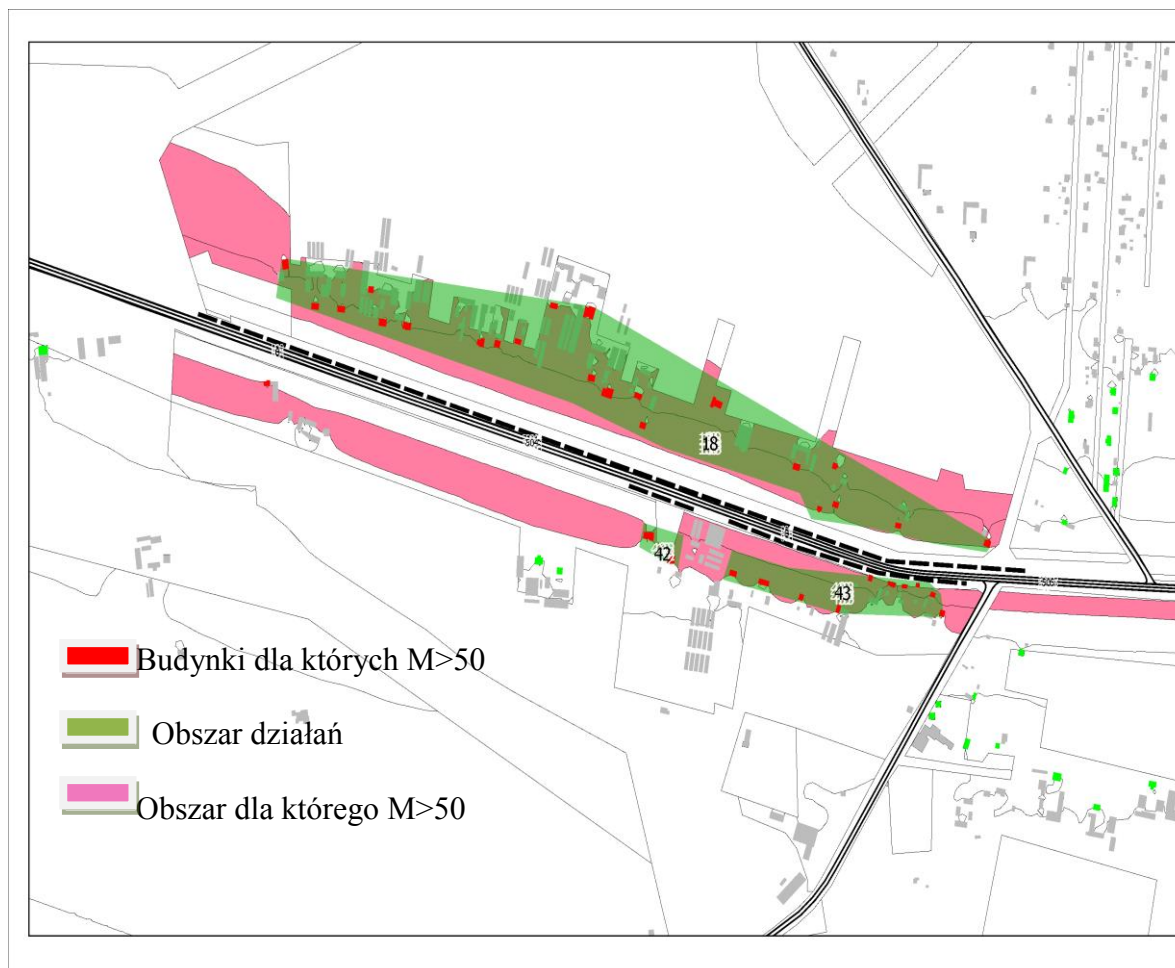 18
42
43
Budynki dla których M>50
Obszar działań
Obszar dla którego M>50